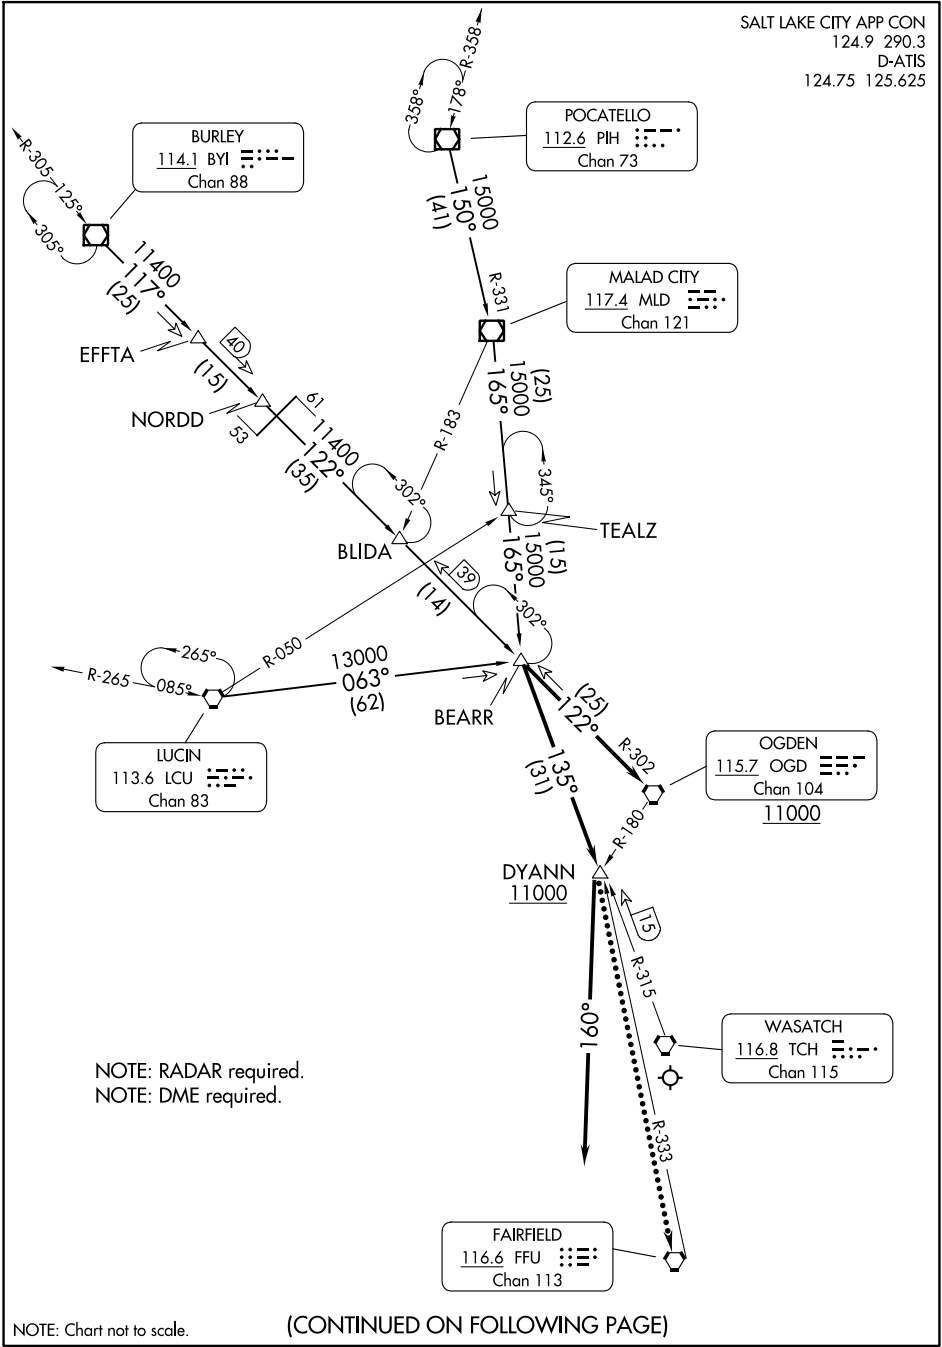 SALT LAKE CITY APP CON
124.9 290.3
D-ATIS
124.75 125.625
R-358
178°
358°
POCATELLO
112.6 PIH
Chan 73
BURLEY
114.1 BYI
Chan 88
R-305
125°
305°
15000
150°
(41)
R-331
11400
117°
(25)
MALAD CITY
117.4 MLD
Chan 121
EFFTA
40
(15)
NORDD
61
53
11400
122°
(35)
(25)
15000
165°
R-183
302°
345°
TEALZ
BLIDA
(15)
15000
165°
39
(14)
302°
R-050
265°
R-265
085°
13000
063°
(62)
BEARR
LUCIN
113.6 LCU
Chan 83
(25)
122°
R-302
135°
(31)
OGDEN
115.7 OGD
Chan 104
11000
R-180
DYANN
11000
15
R-315
160°
WASATCH
116.8 TCH
Chan 115
NOTE: RADAR required.
NOTE: DME required.
R-333
FAIRFIELD
116.6 FFU
Chan 113
NOTE: Chart not to scale.
(CONTINUED ON FOLLOWING PAGE)